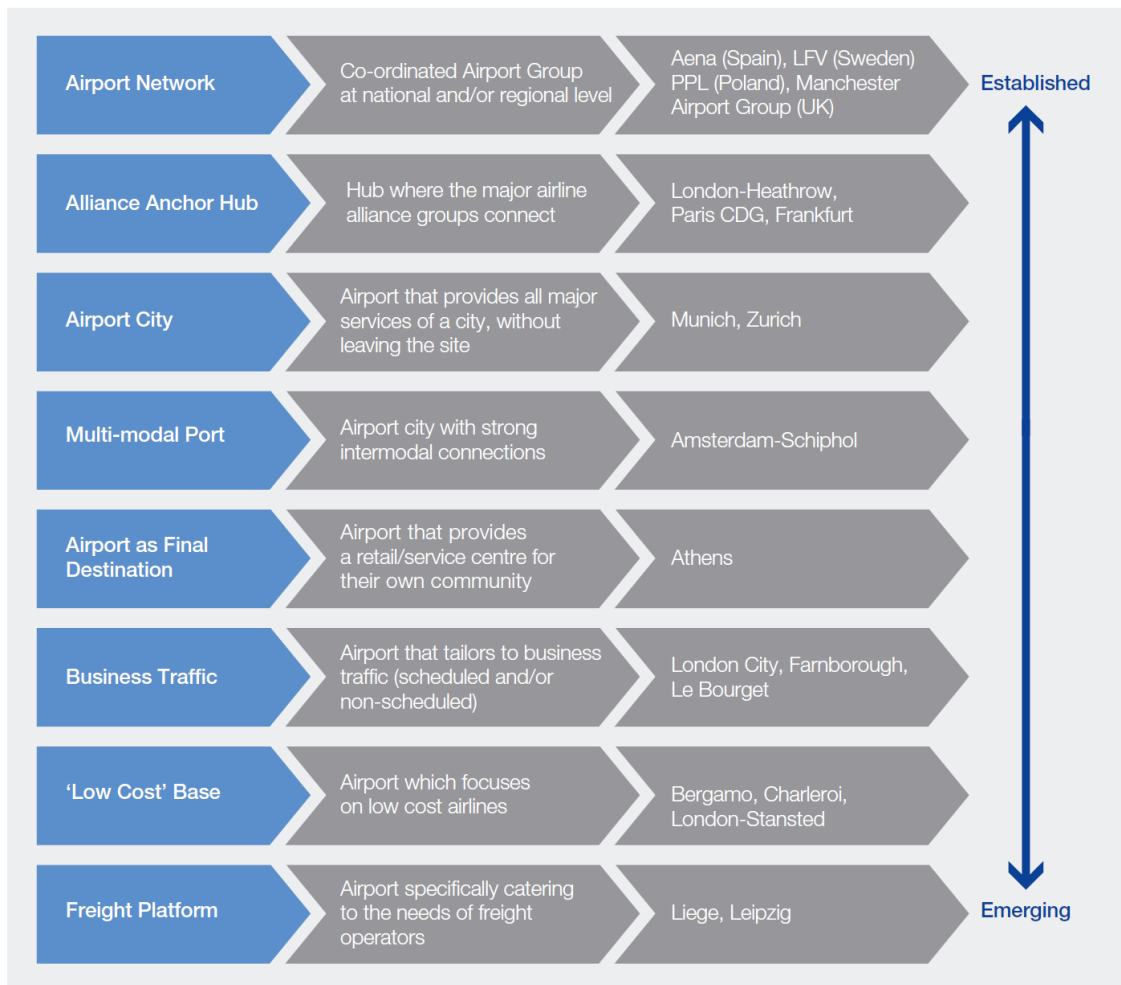 Airport Network
Co-ordinated Airport Group
at national and/or regional level
Aena (Spain), LFV (Sweden)
PPL (Poland), Manchester
Airport Group (UK)
Established
Alliance Anchor Hub
Hub where the major airline
alliance groups connect
London-Heathrow,
Paris CDG, Frankfurt
Airport City
Airport that provides all major
services of a city, without
leaving the site
Munich, Zurich
Multi-modal Port
Airport city with strong
intermodal connections
Amsterdam-Schiphol
Airport as Final
Destination
Airport that provides
a retail/service centre for
their own community
Athens
Business Traffic
Airport that tailors to business
traffic (scheduled and/or
non-scheduled)
London City, Farnborough,
Le Bourget
‘Low Cost’ Base
Airport which focuses
on low cost airlines
Bergamo, Charleroi,
London-Stansted
Freight Platform
Airport specifically catering
to the needs of freight
operators
Liege, Leipzig
Emerging